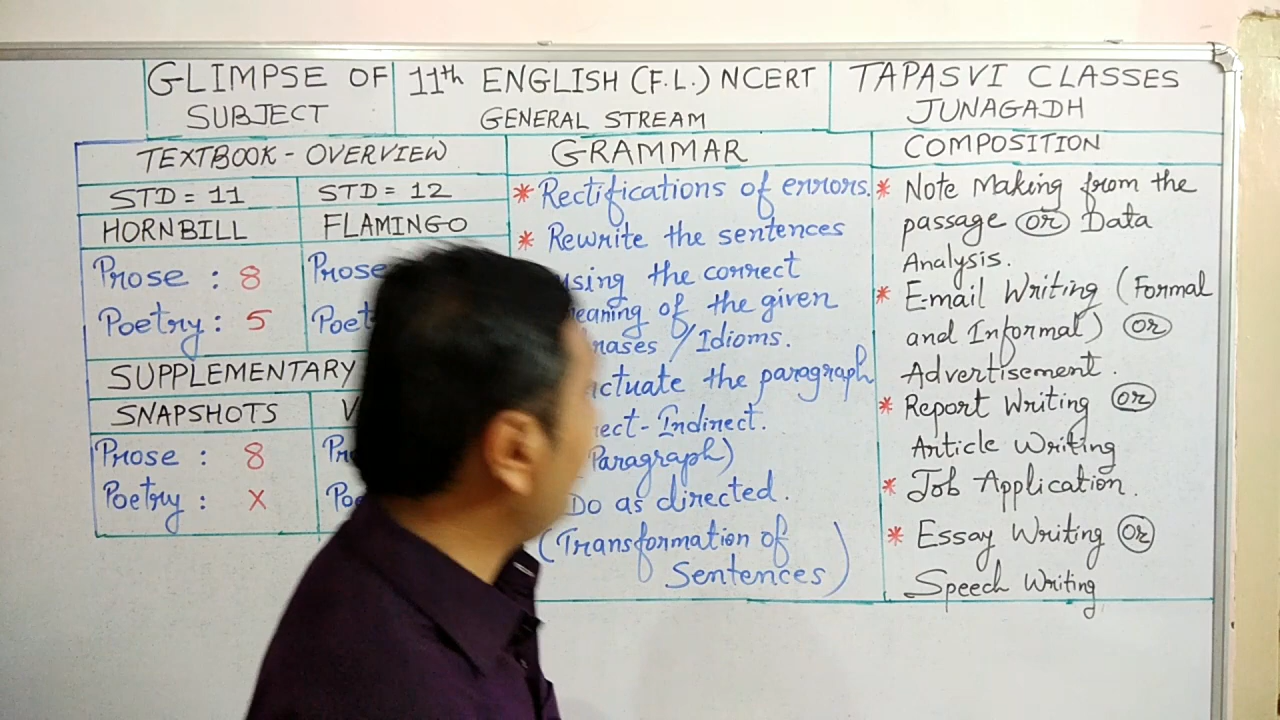 GLIMPSE OF SUBJECT
11th ENGLISH (F.L.) NCERT
GENERAL STREAM
TAPASVI CLASSES
JUNAGADH
TEXTBOOK - OVERVIEW
STD = 11
STD = 12
HORNBILL
FLAMINGO
Prose : 8
Prose
Poetry : 5
SUPPLEMENTARY
SNAPSHOTS
Prose : 8
Poetry : X
GRAMMAR
* Rectifications of errors.
* Rewrite the sentences
using the correct
meaning of the given
/Idioms.
the paragraph
-Indirect.
Paragraph)
Do as directed.
(Transformation of
Sentences)
COMPOSITION
* Note Making from the
passage or Data
Analysis.
* E-mail Writing (Formal
and Informal) or
Advertisement.
* Report Writing or
Article Writing
* Job Application.
* Essay Writing or
Speech Writing